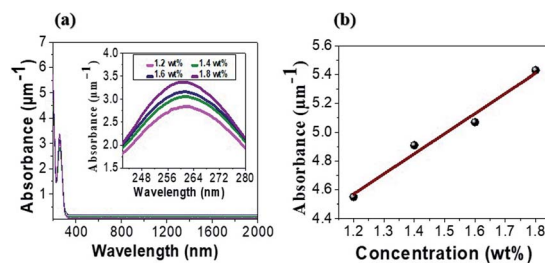 (a)
Absorbance (μm⁻¹)
7
6
5
4
3
2
1
400 800 1200 1600 2000
Wavelength (nm)
1.2 wt% 1.4 wt%
1.6 wt% 1.8 wt%
Absorbance (μm⁻¹)
4.0
3.5
3.0
2.5
2.0
1.5
248 256 264 272 280
Wavelength (nm)
(b)
Absorbance (μm⁻¹)
5.6
5.4
5.2
5.0
4.8
4.6
4.4
1.2 1.3 1.4 1.5 1.6 1.7 1.8
Concentration (wt%)